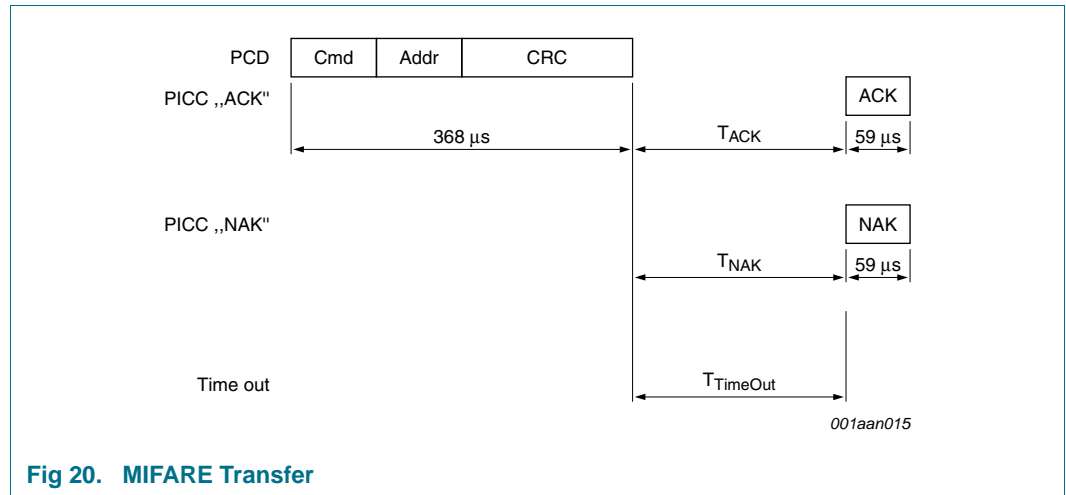 PCD Cmd Addr CRC
PICC ,,ACK" ACK
368 μs TACK 59 μs
PICC ,,NAK" NAK
TNAK 59 μs
Time out TTimeOut
001aan015
Fig 20. MIFARE Transfer